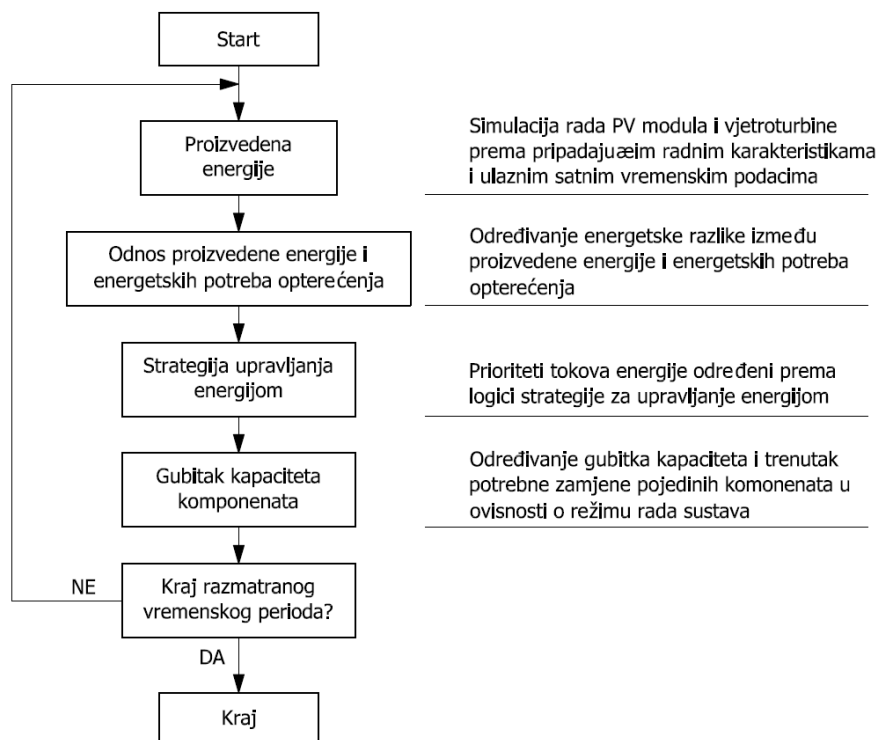 Start
Proizvedena
energije
Simulacija rada PV modula i vjetroturbine
prema pripadajuæim radnim karakteristikama
i ulaznim satnim vremenskim podacima
Odnos proizvedene energije i
energetskih potreba opterećenja
Određivanje energetske razlike između
proizvedene energije i energetskih potreba
opterećenja
Strategija upravljanja
energijom
Prioriteti tokova energije određeni prema
logici strategije za upravljanje energijom
Gubitak kapaciteta
komponenata
Određivanje gubitka kapaciteta i trenutak
potrebne zamjene pojedinih komonenata u
ovisnosti o režimu rada sustava
NE
Kraj razmatranog
vremenskog perioda?
DA
Kraj